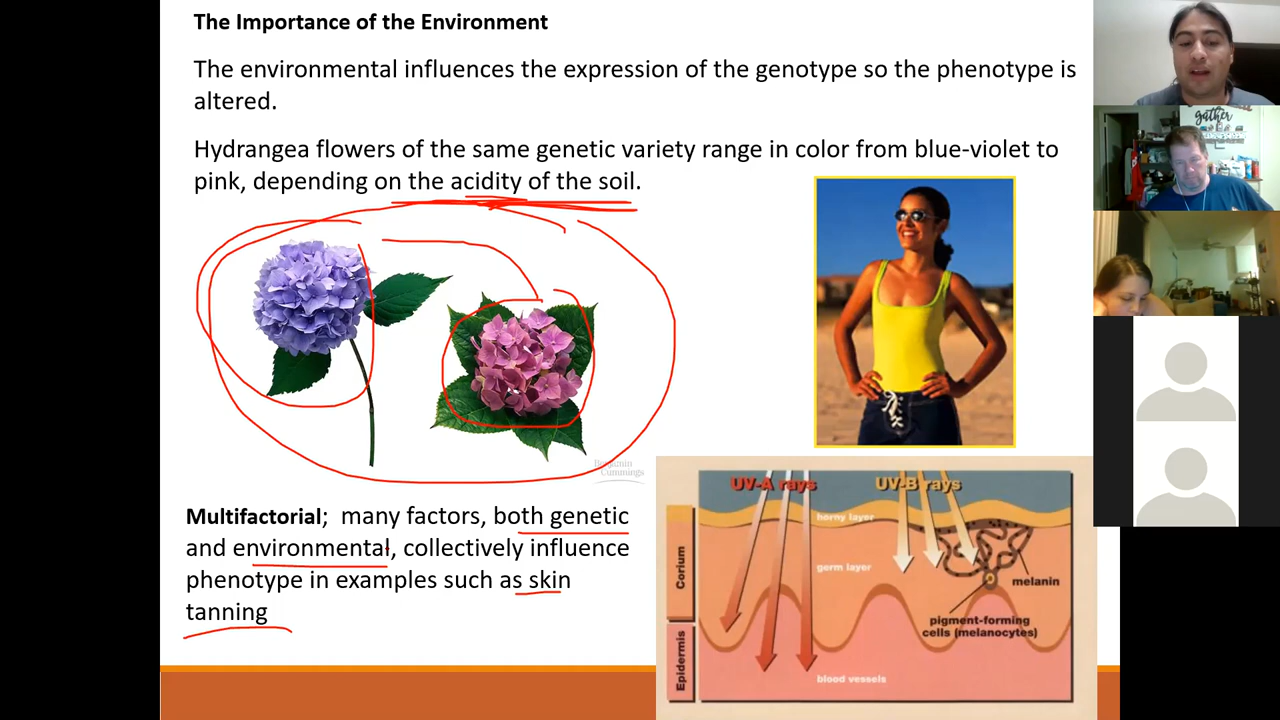 The Importance of the Environment
The environmental influences the expression of the genotype so the phenotype is
altered.
Hydrangea flowers of the same genetic variety range in color from blue-violet to
pink, depending on the acidity of the soil.
Benjamin
Cummings
Multifactorial; many factors, both genetic
and environmental, collectively influence
phenotype in examples such as skin
tanning
UV-A rays
UV-B rays
horny layer
Corium
germ layer
melanin
pigment-forming
cells (melanocytes)
Epidermis
blood vessels
gather